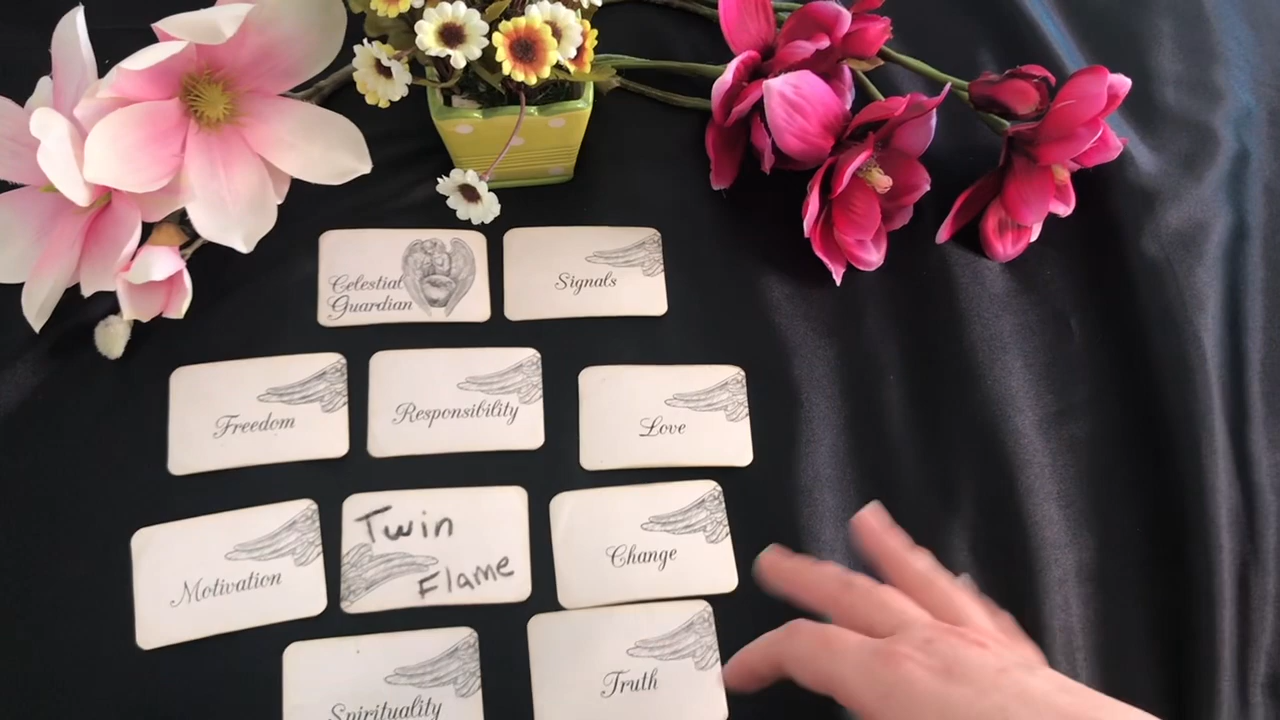 Celestial
Guardian
Signals
Freedom
Responsibility
Love
Motivation
Twin
Flame
Change
Spirituality
Truth